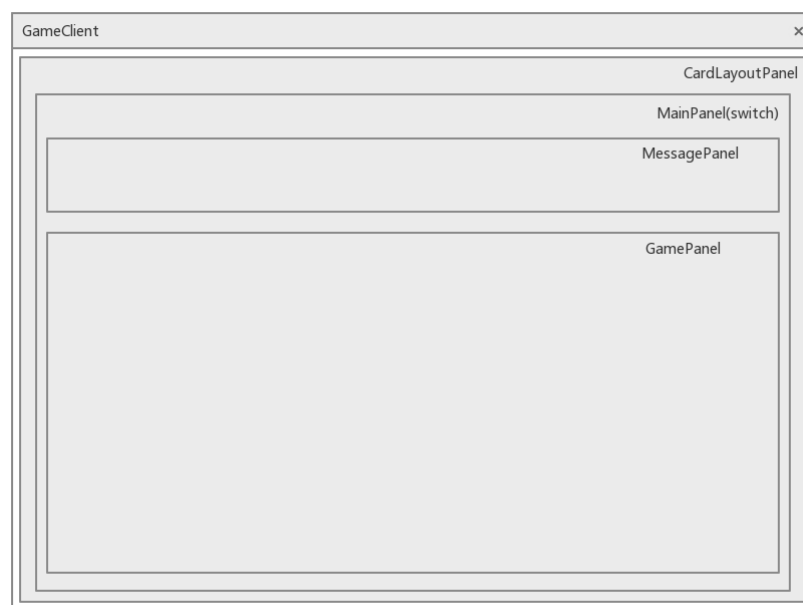 GameClient ×
CardLayoutPanel
MainPanel(switch)
MessagePanel
GamePanel